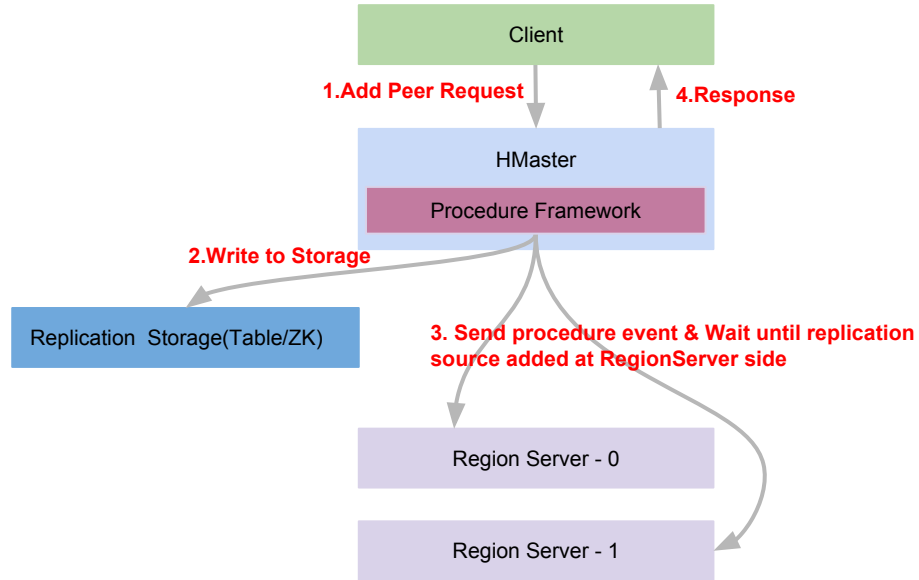 Client
1.Add Peer Request
4.Response
HMaster
Procedure Framework
2.Write to Storage
Replication  Storage(Table/ZK)
3. Send procedure event & Wait until replication
source added at RegionServer side
Region Server - 0
Region Server - 1